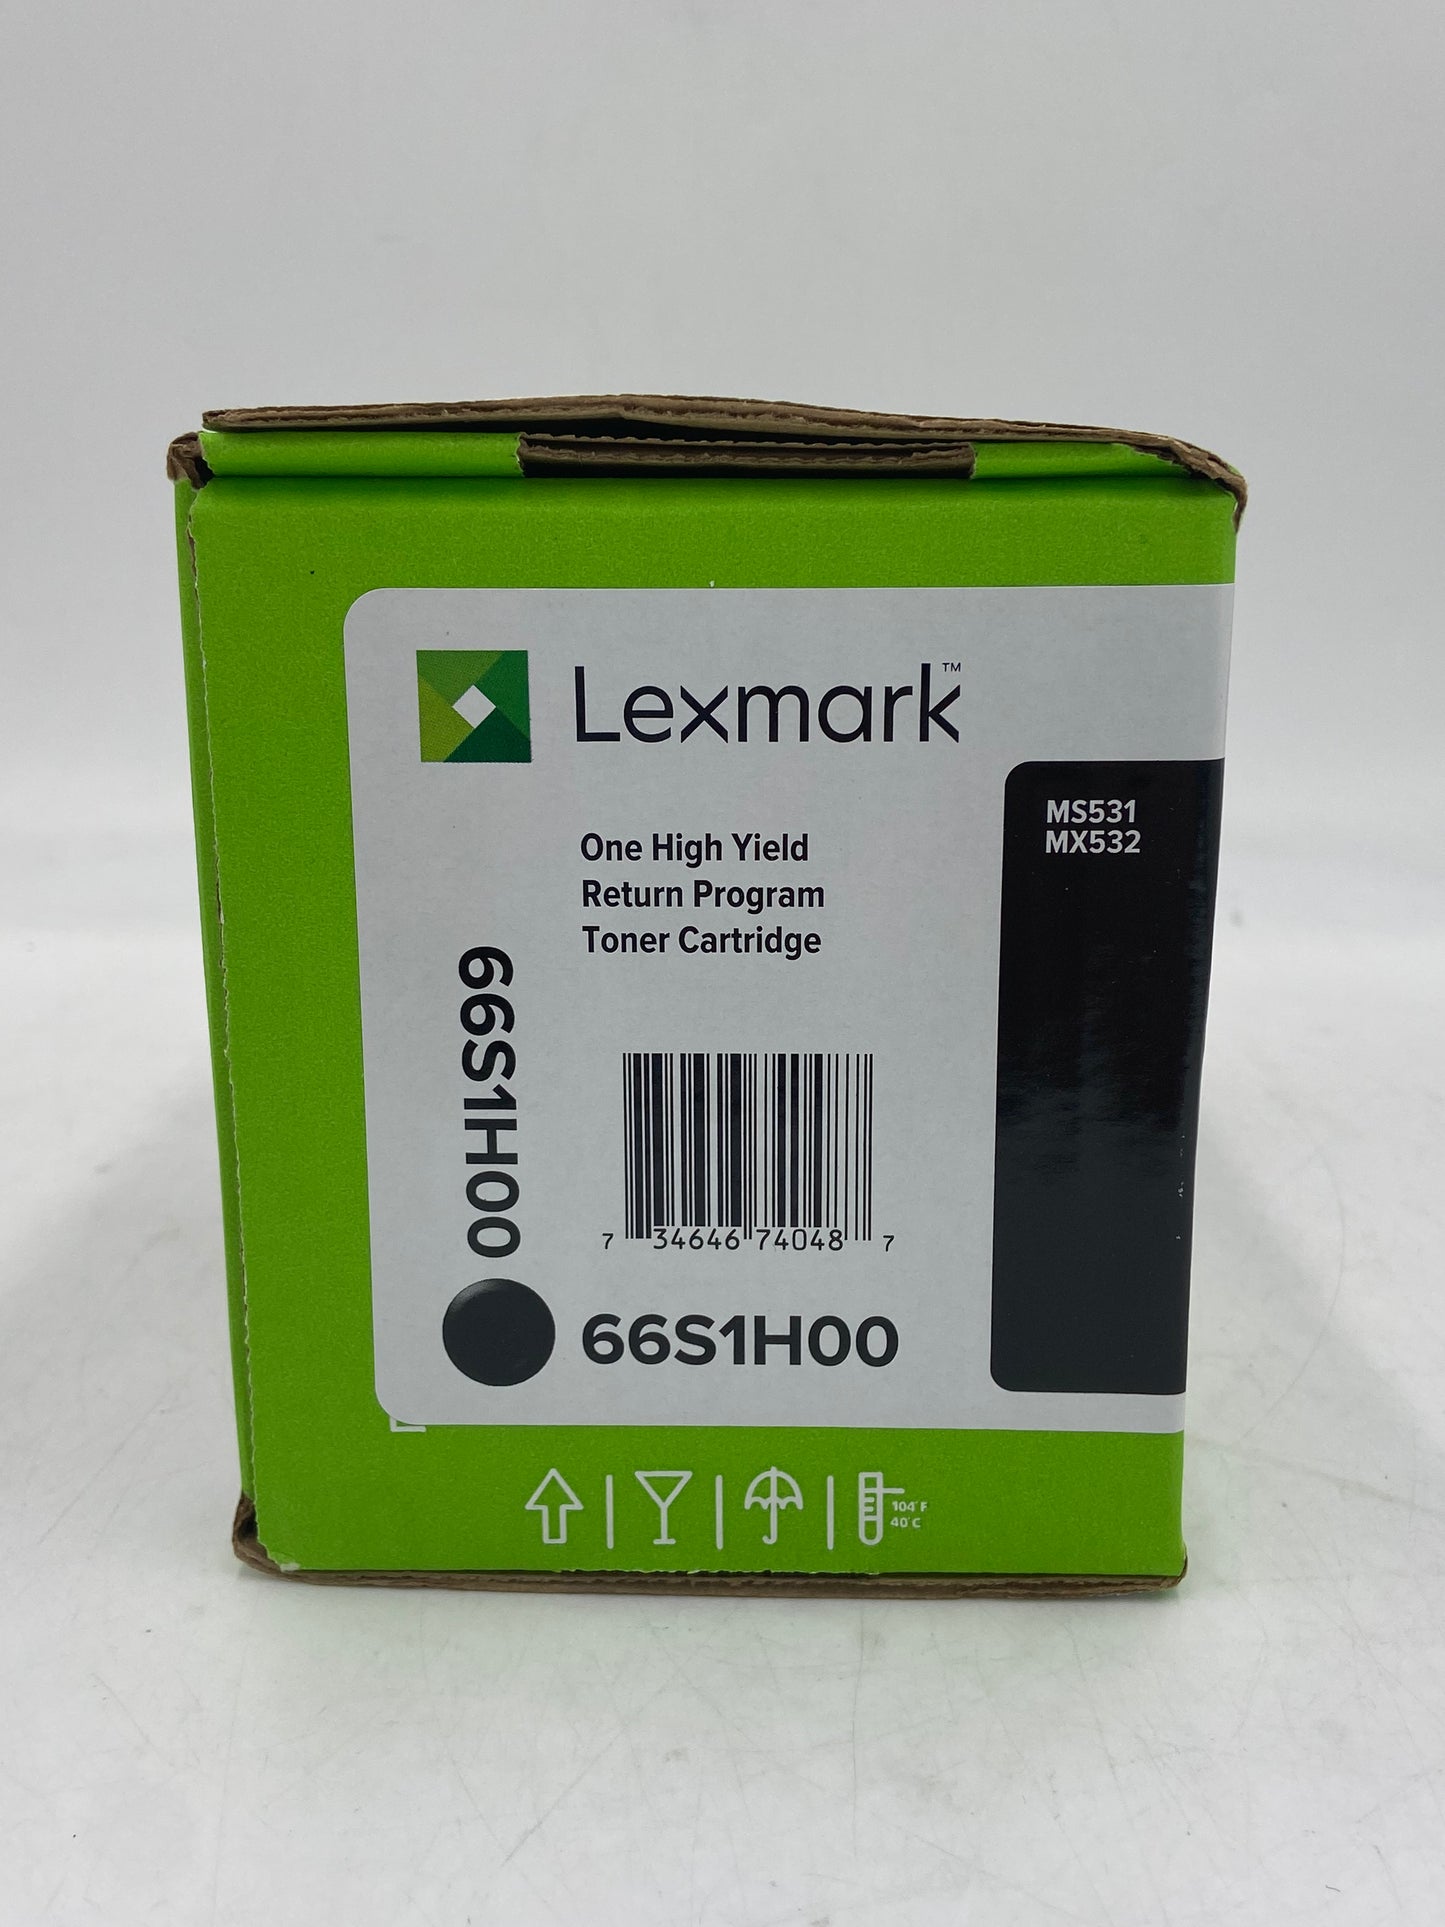 Lexmark™
MS531
MX532
One High Yield
Return Program
Toner Cartridge
66S1H00
7 34646 74048 7
66S1H00
104°F
40°C